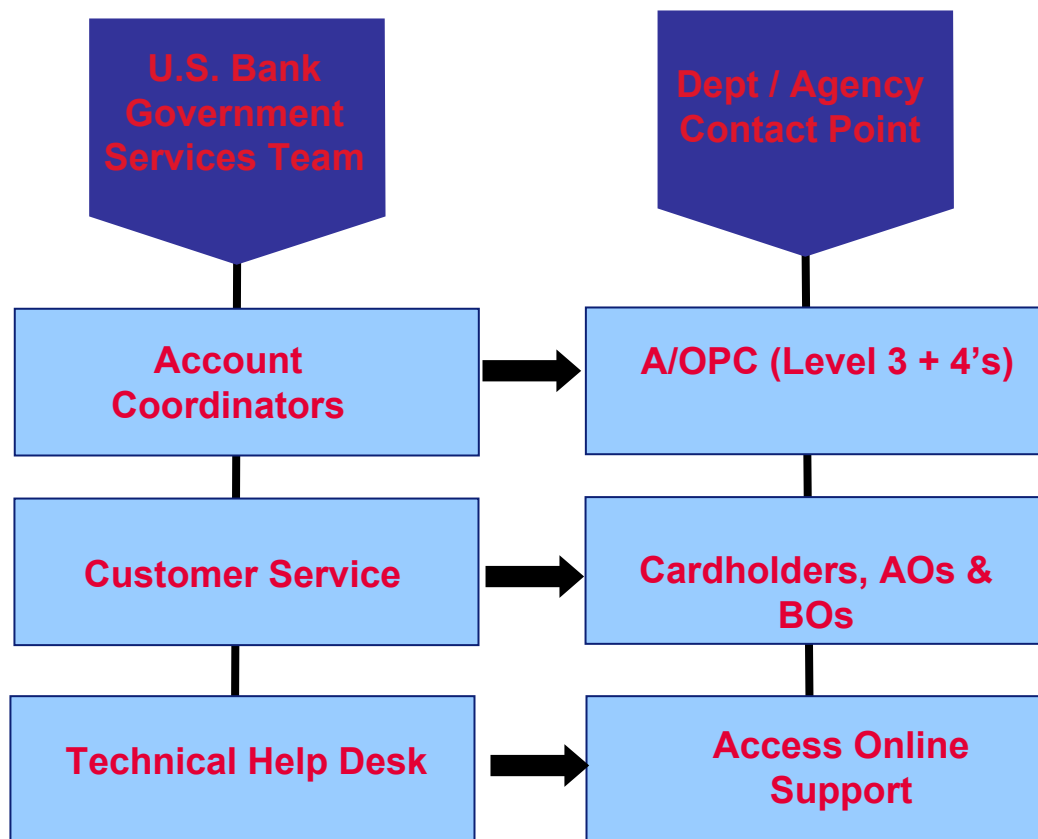 U.S. Bank
Government
Services Team
Dept / Agency
Contact Point
Account
Coordinators
A/OPC (Level 3 + 4’s)
Customer Service
Cardholders, AOs &
BOs
Technical Help Desk
Access Online
Support